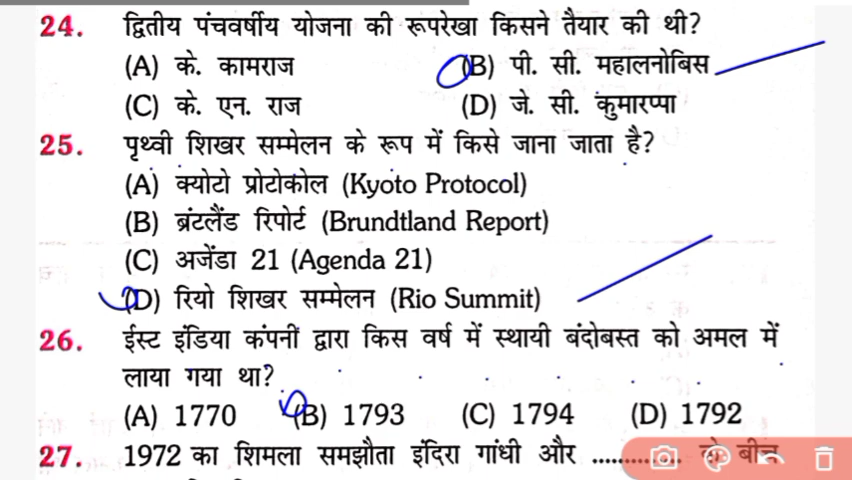 24. द्वितीय पंचवर्षीय योजना की रूपरेखा किसने तैयार की थी?
(A) के. कामराज (B) पी. सी. महालनोबिस
(C) के. एन. राज (D) जे. सी. कुमारप्पा
25. पृथ्वी शिखर सम्मेलन के रूप में किसे जाना जाता है?
(A) क्योटो प्रोटोकोल (Kyoto Protocol)
(B) ब्रंटलैंड रिपोर्ट (Brundtland Report)
(C) अजेंडा 21 (Agenda 21)
(D) रियो शिखर सम्मेलन (Rio Summit)
26. ईस्ट इंडिया कंपनी द्वारा किस वर्ष में स्थायी बंदोबस्त को अमल में
लाया गया था?
(A) 1770 (B) 1793 (C) 1794 (D) 1792
27. 1972 का शिमला समझौता इंदिरा गांधी और ............. के बीच